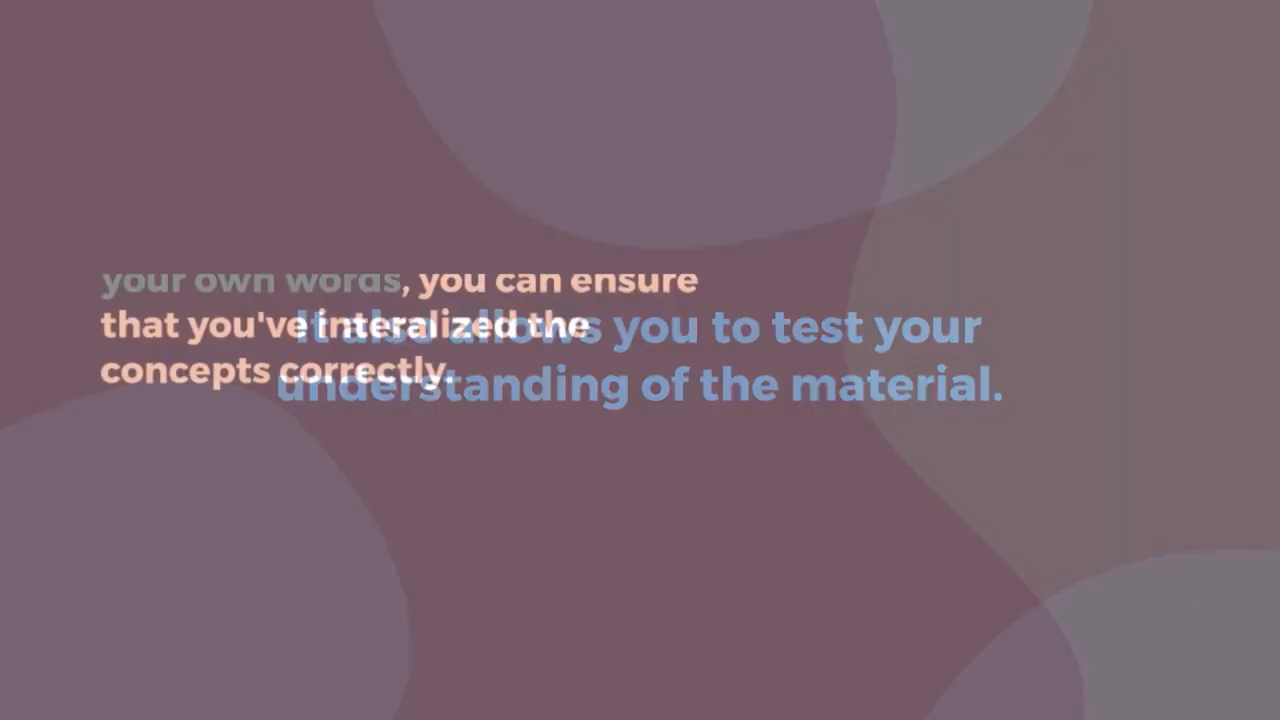 your own words, you can ensure
that you've interalized the
concepts correctly.
It also allows you to test your
understanding of the material.